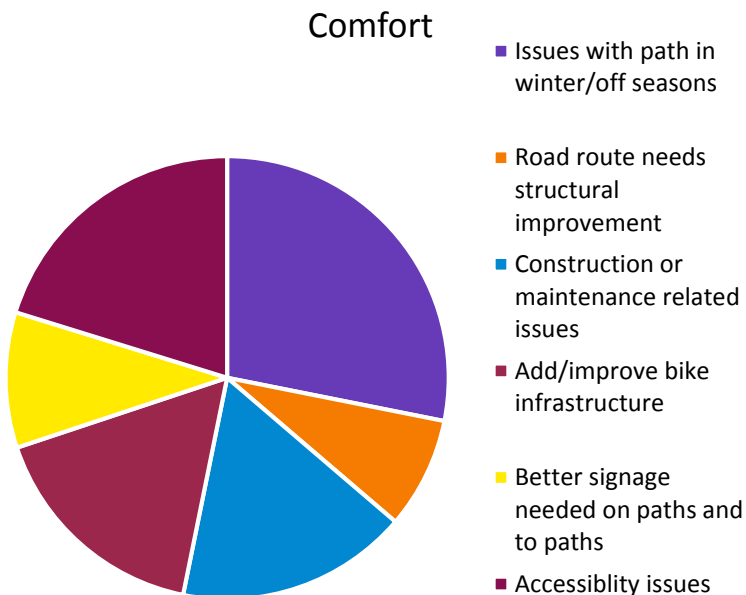 Comfort
Issues with path in
winter/off seasons
Road route needs
structural
improvement
Construction or
maintenance related
issues
Add/improve bike
infrastructure
Better signage
needed on paths and
to paths
Accessiblity issues